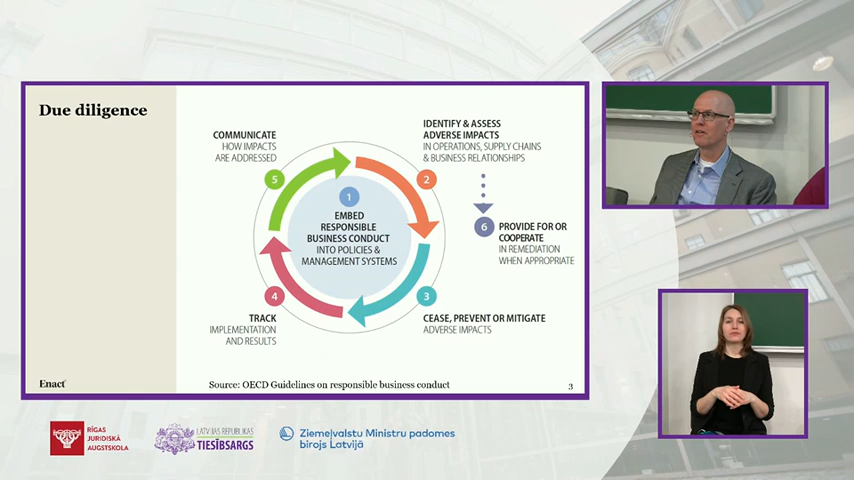 Due diligence
COMMUNICATE
HOW IMPACTS
ARE ADDRESSED
5
IDENTIFY & ASSESS
ADVERSE IMPACTS
IN OPERATIONS, SUPPLY CHAINS
& BUSINESS RELATIONSHIPS
2
1
EMBED
RESPONSIBLE
BUSINESS CONDUCT
INTO POLICIES &
MANAGEMENT SYSTEMS
6
PROVIDE FOR OR
COOPERATE
IN REMEDIATION
WHEN APPROPRIATE
4
TRACK
IMPLEMENTATION
AND RESULTS
3
CEASE, PREVENT OR MITIGATE
ADVERSE IMPACTS
Enact
Source: OECD Guidelines on responsible business conduct
3
RĪGAS
JURIDISKĀ
AUGSTSKOLA
LATVIJAS REPUBLIKAS
TIESĪBSARGS
Ziemeļvalstu Ministru padomes
birojs Latvijā